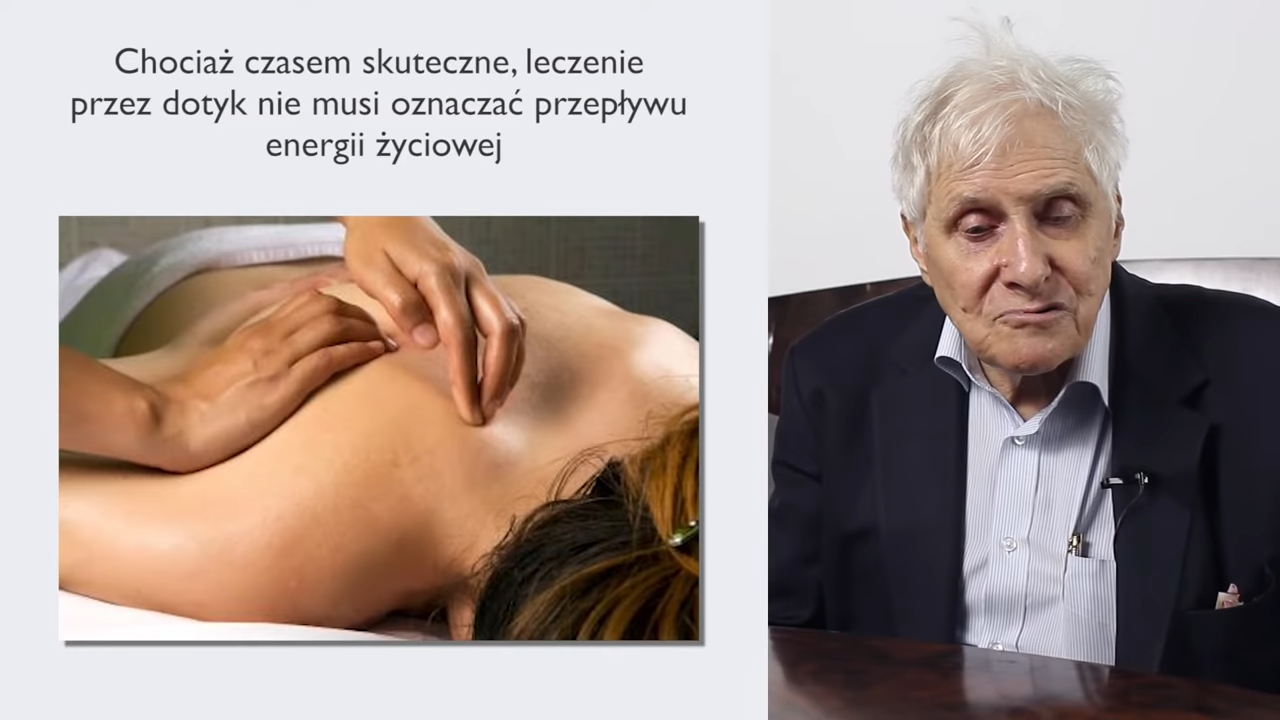 Chociaż czasem skuteczne, leczenie
przez dotyk nie musi oznaczać przepływu
energii życiowej